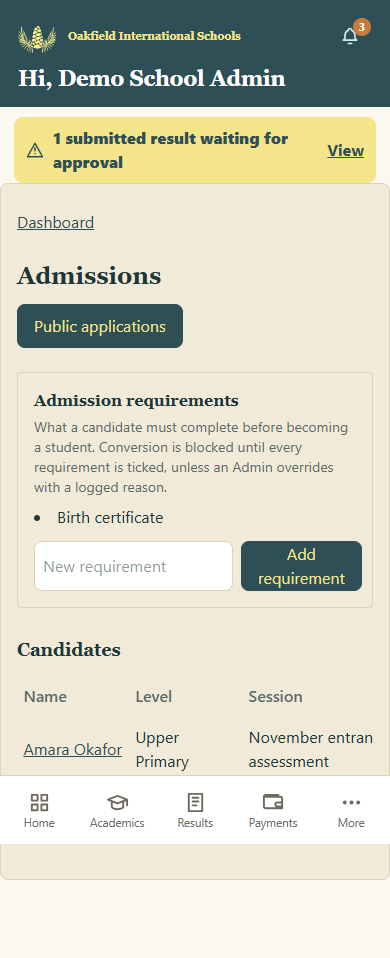 Oakfield International Schools
3
Hi, Demo School Admin
1 submitted result waiting for
approval
View
Dashboard
Admissions
Public applications
Admission requirements
What a candidate must complete before becoming
a student. Conversion is blocked until every
requirement is ticked, unless an Admin overrides
with a logged reason.
• Birth certificate
New requirement
Add
requirement
Candidates
Name Level Session
Amara Okafor
Upper
Primary
November entran
assessment
Home Academics Results Payments More